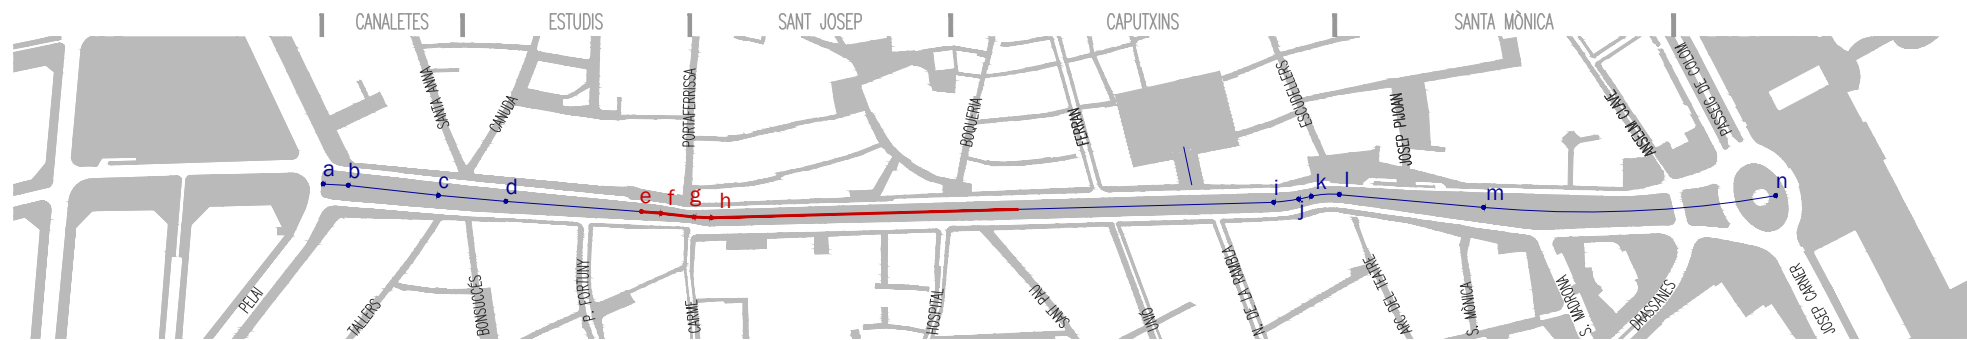 CANALETES
ESTUDIS
SANT JOSEP
CAPUTXINS
SANTA MÒNICA
SANTA ANNA
CANUDA
PORTAFERRISSA
BOQUERIA
FERRAN
ESCUDELLERS
JOSEP PIJOAN
ANSELM CLAVE
PASSEIG DE COLOM
a
b
c
d
e
f
g
h
i
j
k
l
m
n
PELAI
TALLERS
BONSUCCÉS
P. FORTUNY
CARME
HOSPITAL
SANT PAU
UNIÓ
N. DE LA RAMBLA
ARC DEL TEATRE
S. MÒNICA
S. MADRONA
DRASSANES
JOSEP CARNER